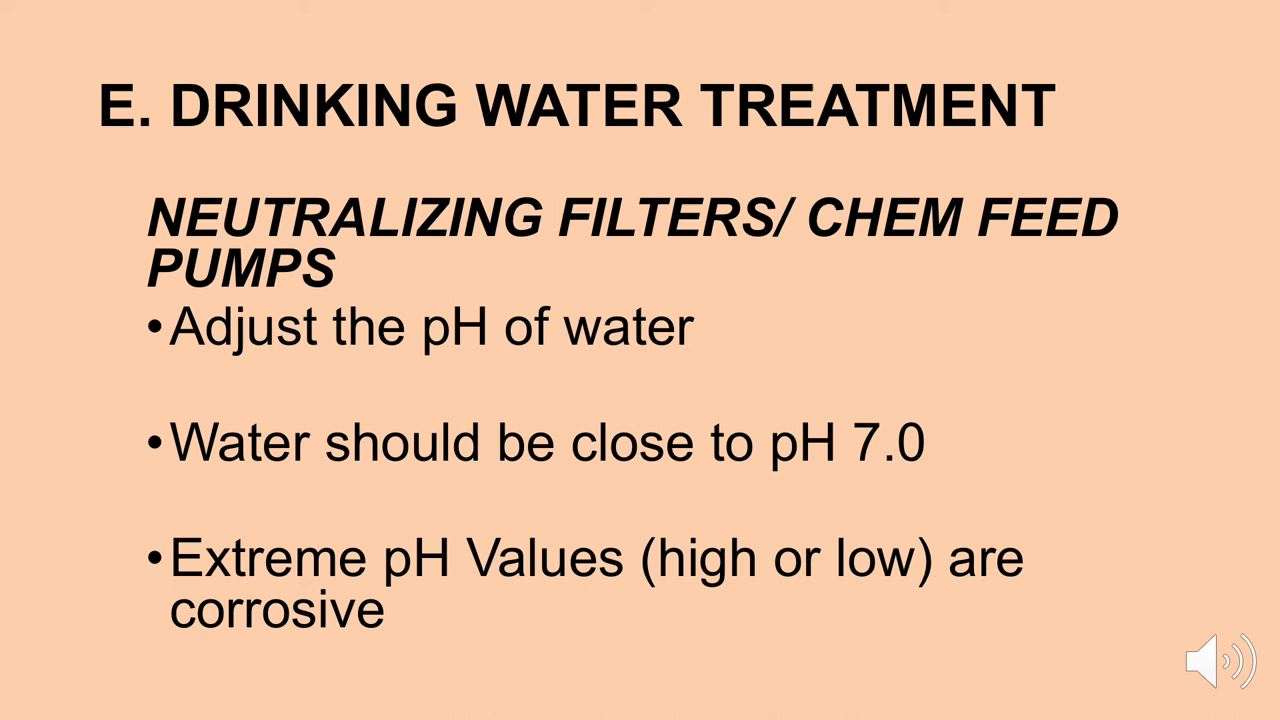 E. DRINKING WATER TREATMENT
NEUTRALIZING FILTERS/ CHEM FEED
PUMPS
•Adjust the pH of water
•Water should be close to pH 7.0
•Extreme pH Values (high or low) are
corrosive